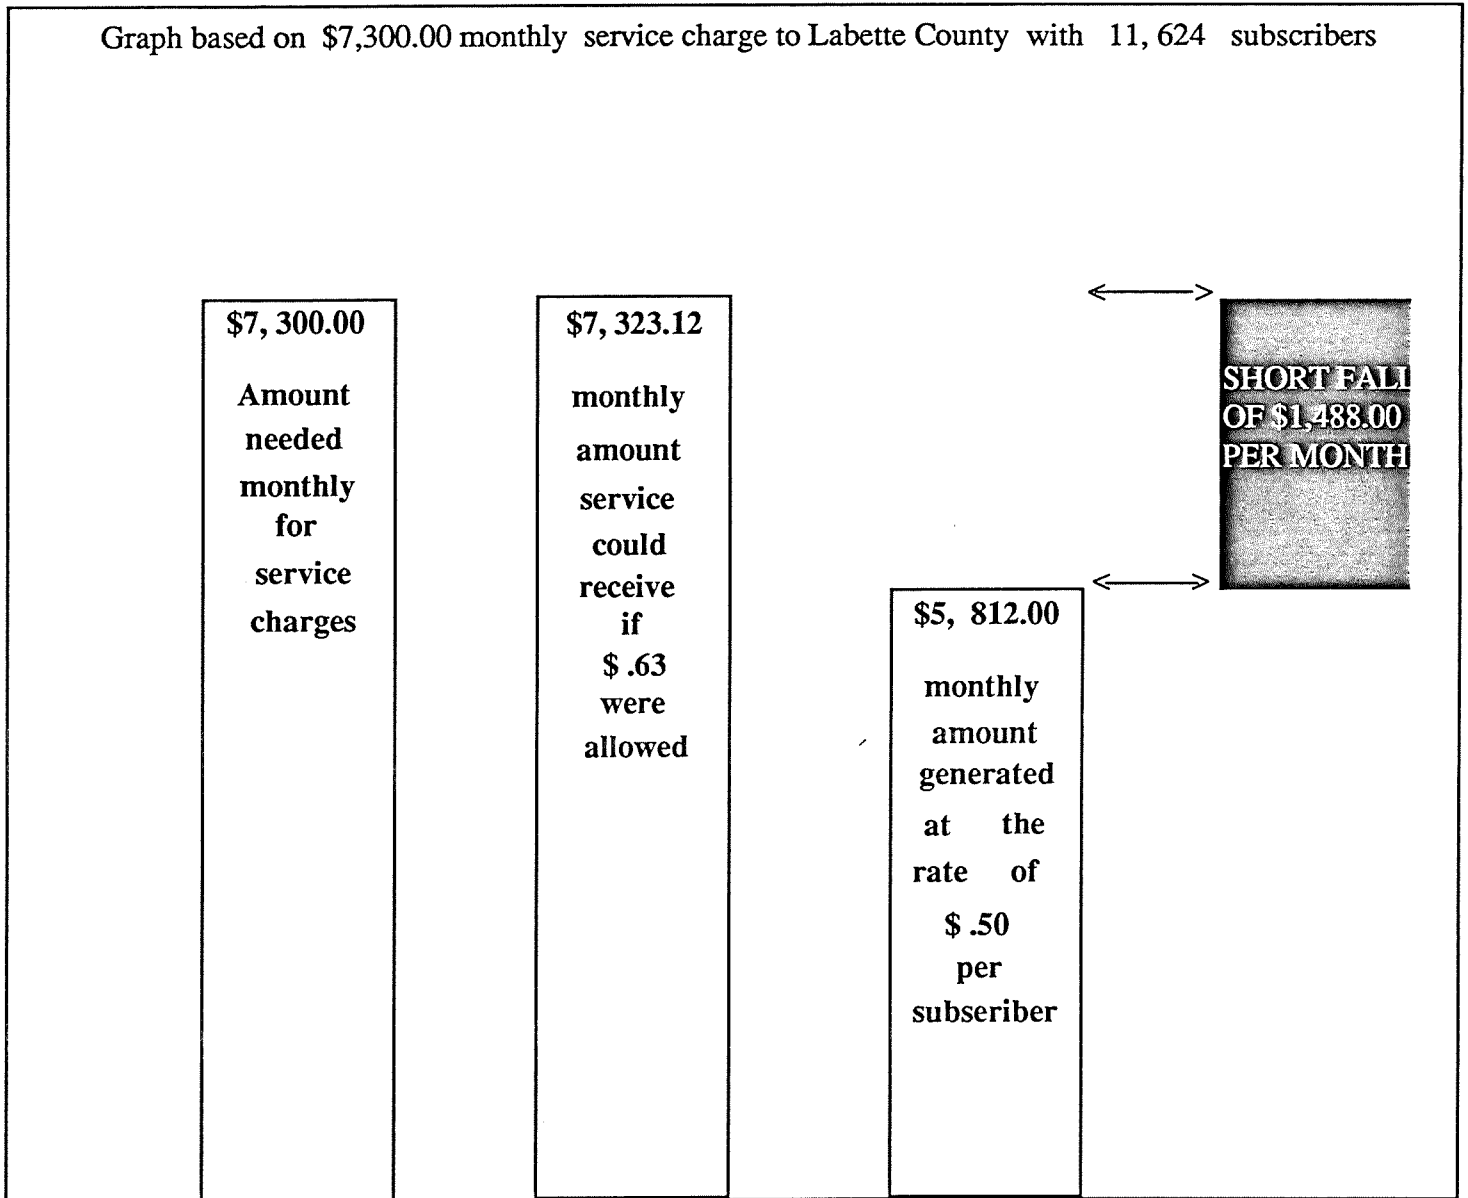 Graph based on $7,300.00 monthly service charge to Labette County with 11, 624 subscribers
$7, 300.00
Amount
needed
monthly
for
service
charges
$7, 323.12
monthly
amount
service
could
receive
if
$ .63
were
allowed
$5, 812.00
monthly
amount
generated
at the
rate of
$ .50
per
subseriber
SHORT FALL
OF $1,488.00
PER MONTH